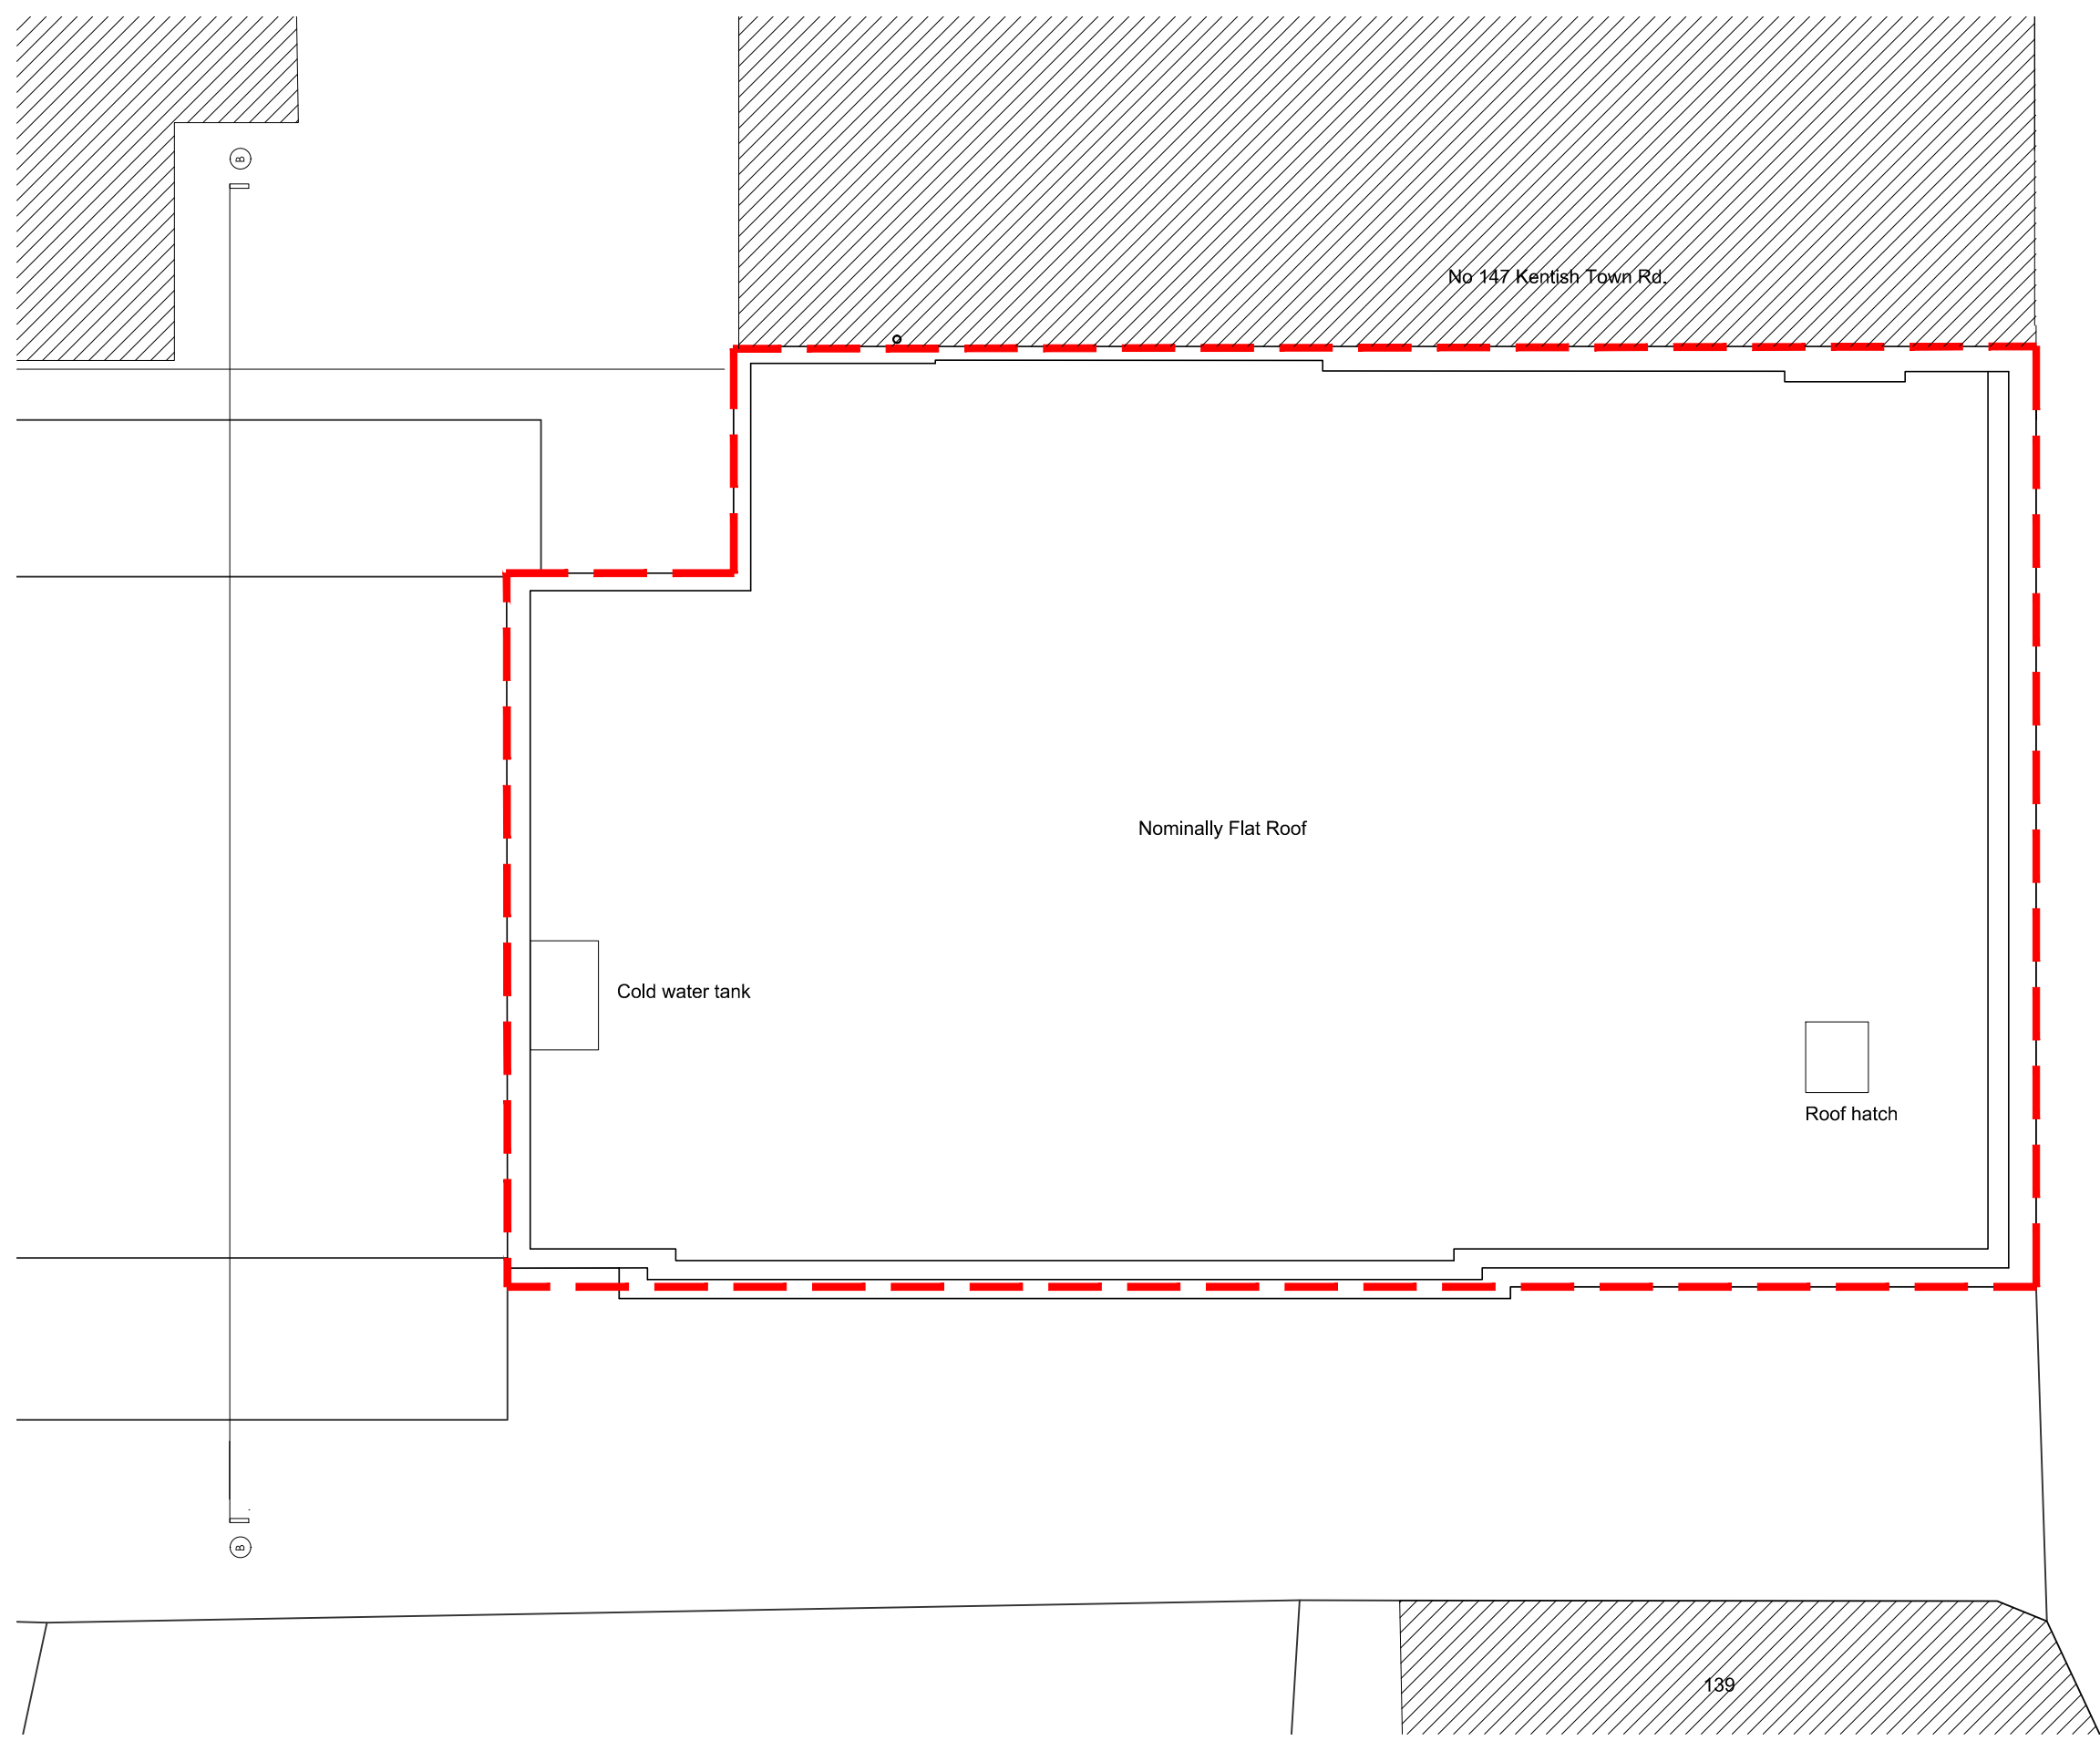 B
No 147 Kentish Town Rd.
Nominally Flat Roof
Cold water tank
Roof hatch
B
139